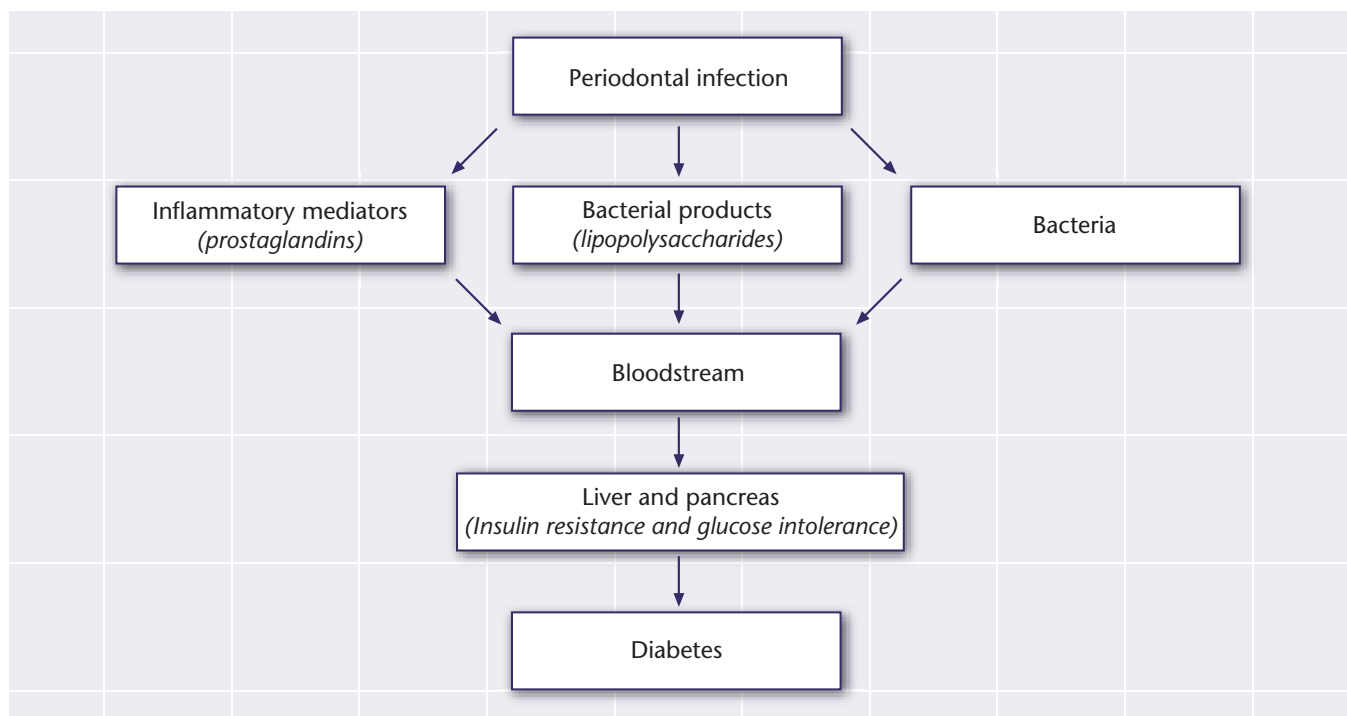 Periodontal infection
Inflammatory mediators
(prostaglandins)
Bacterial products
(lipopolysaccharides)
Bacteria
Bloodstream
Liver and pancreas
(Insulin resistance and glucose intolerance)
Diabetes